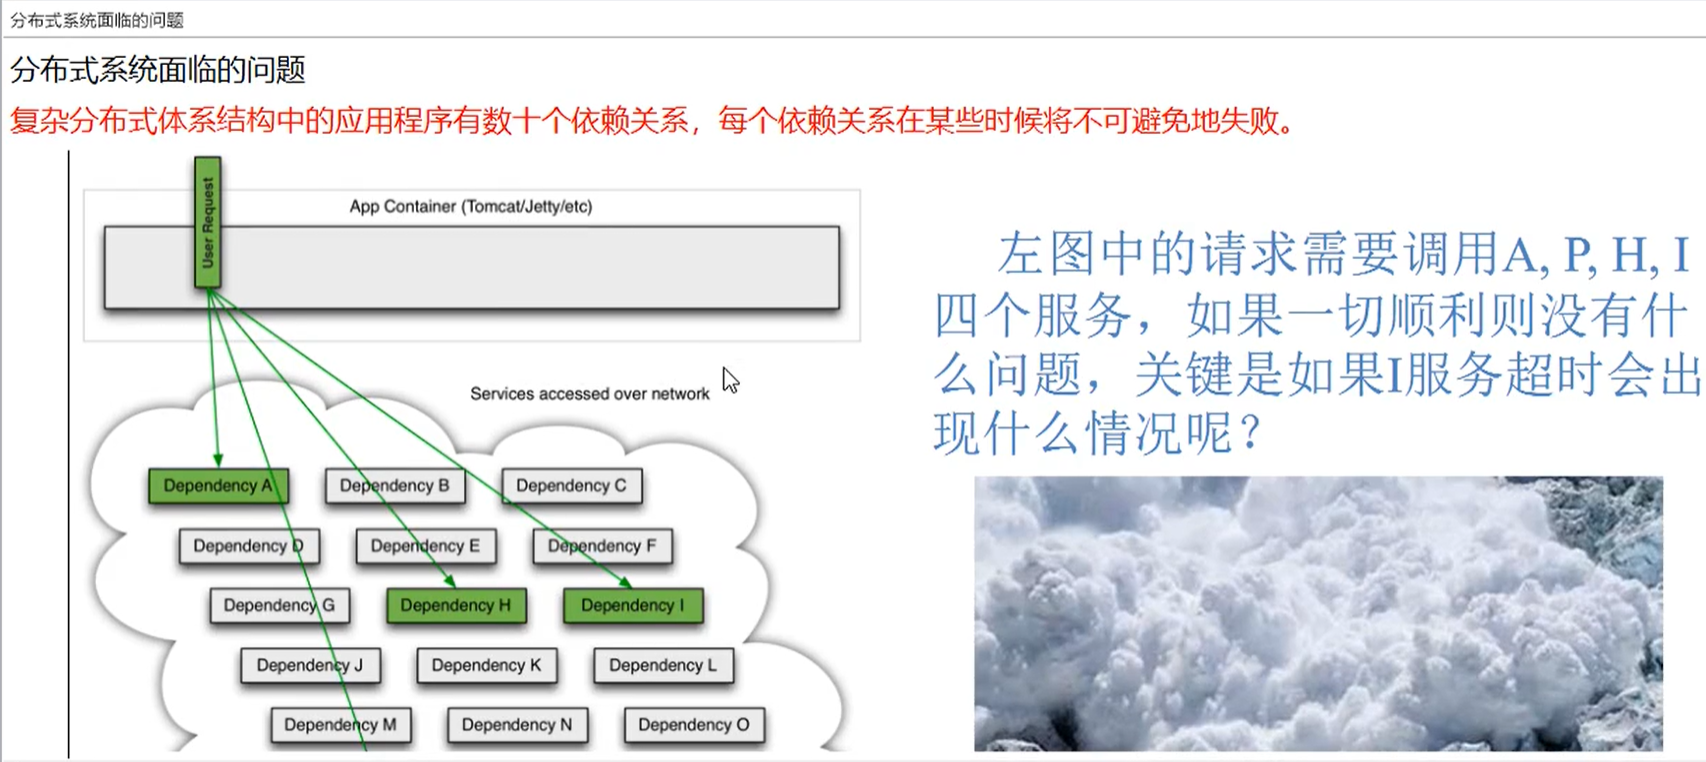 分布式系统面临的问题
分布式系统面临的问题
复杂分布式体系结构中的应用程序有数十个依赖关系，每个依赖关系在某些时候将不可避免地失败。
User Request
App Container (Tomcat/Jetty/etc)
Services accessed over network
Dependency A
Dependency B
Dependency C
Dependency D
Dependency E
Dependency F
Dependency G
Dependency H
Dependency I
Dependency J
Dependency K
Dependency L
Dependency M
Dependency N
Dependency O
左图中的请求需要调用A, P, H, I
四个服务，如果一切顺利则没有什
么问题，关键是如果I服务超时会出
现什么情况呢？